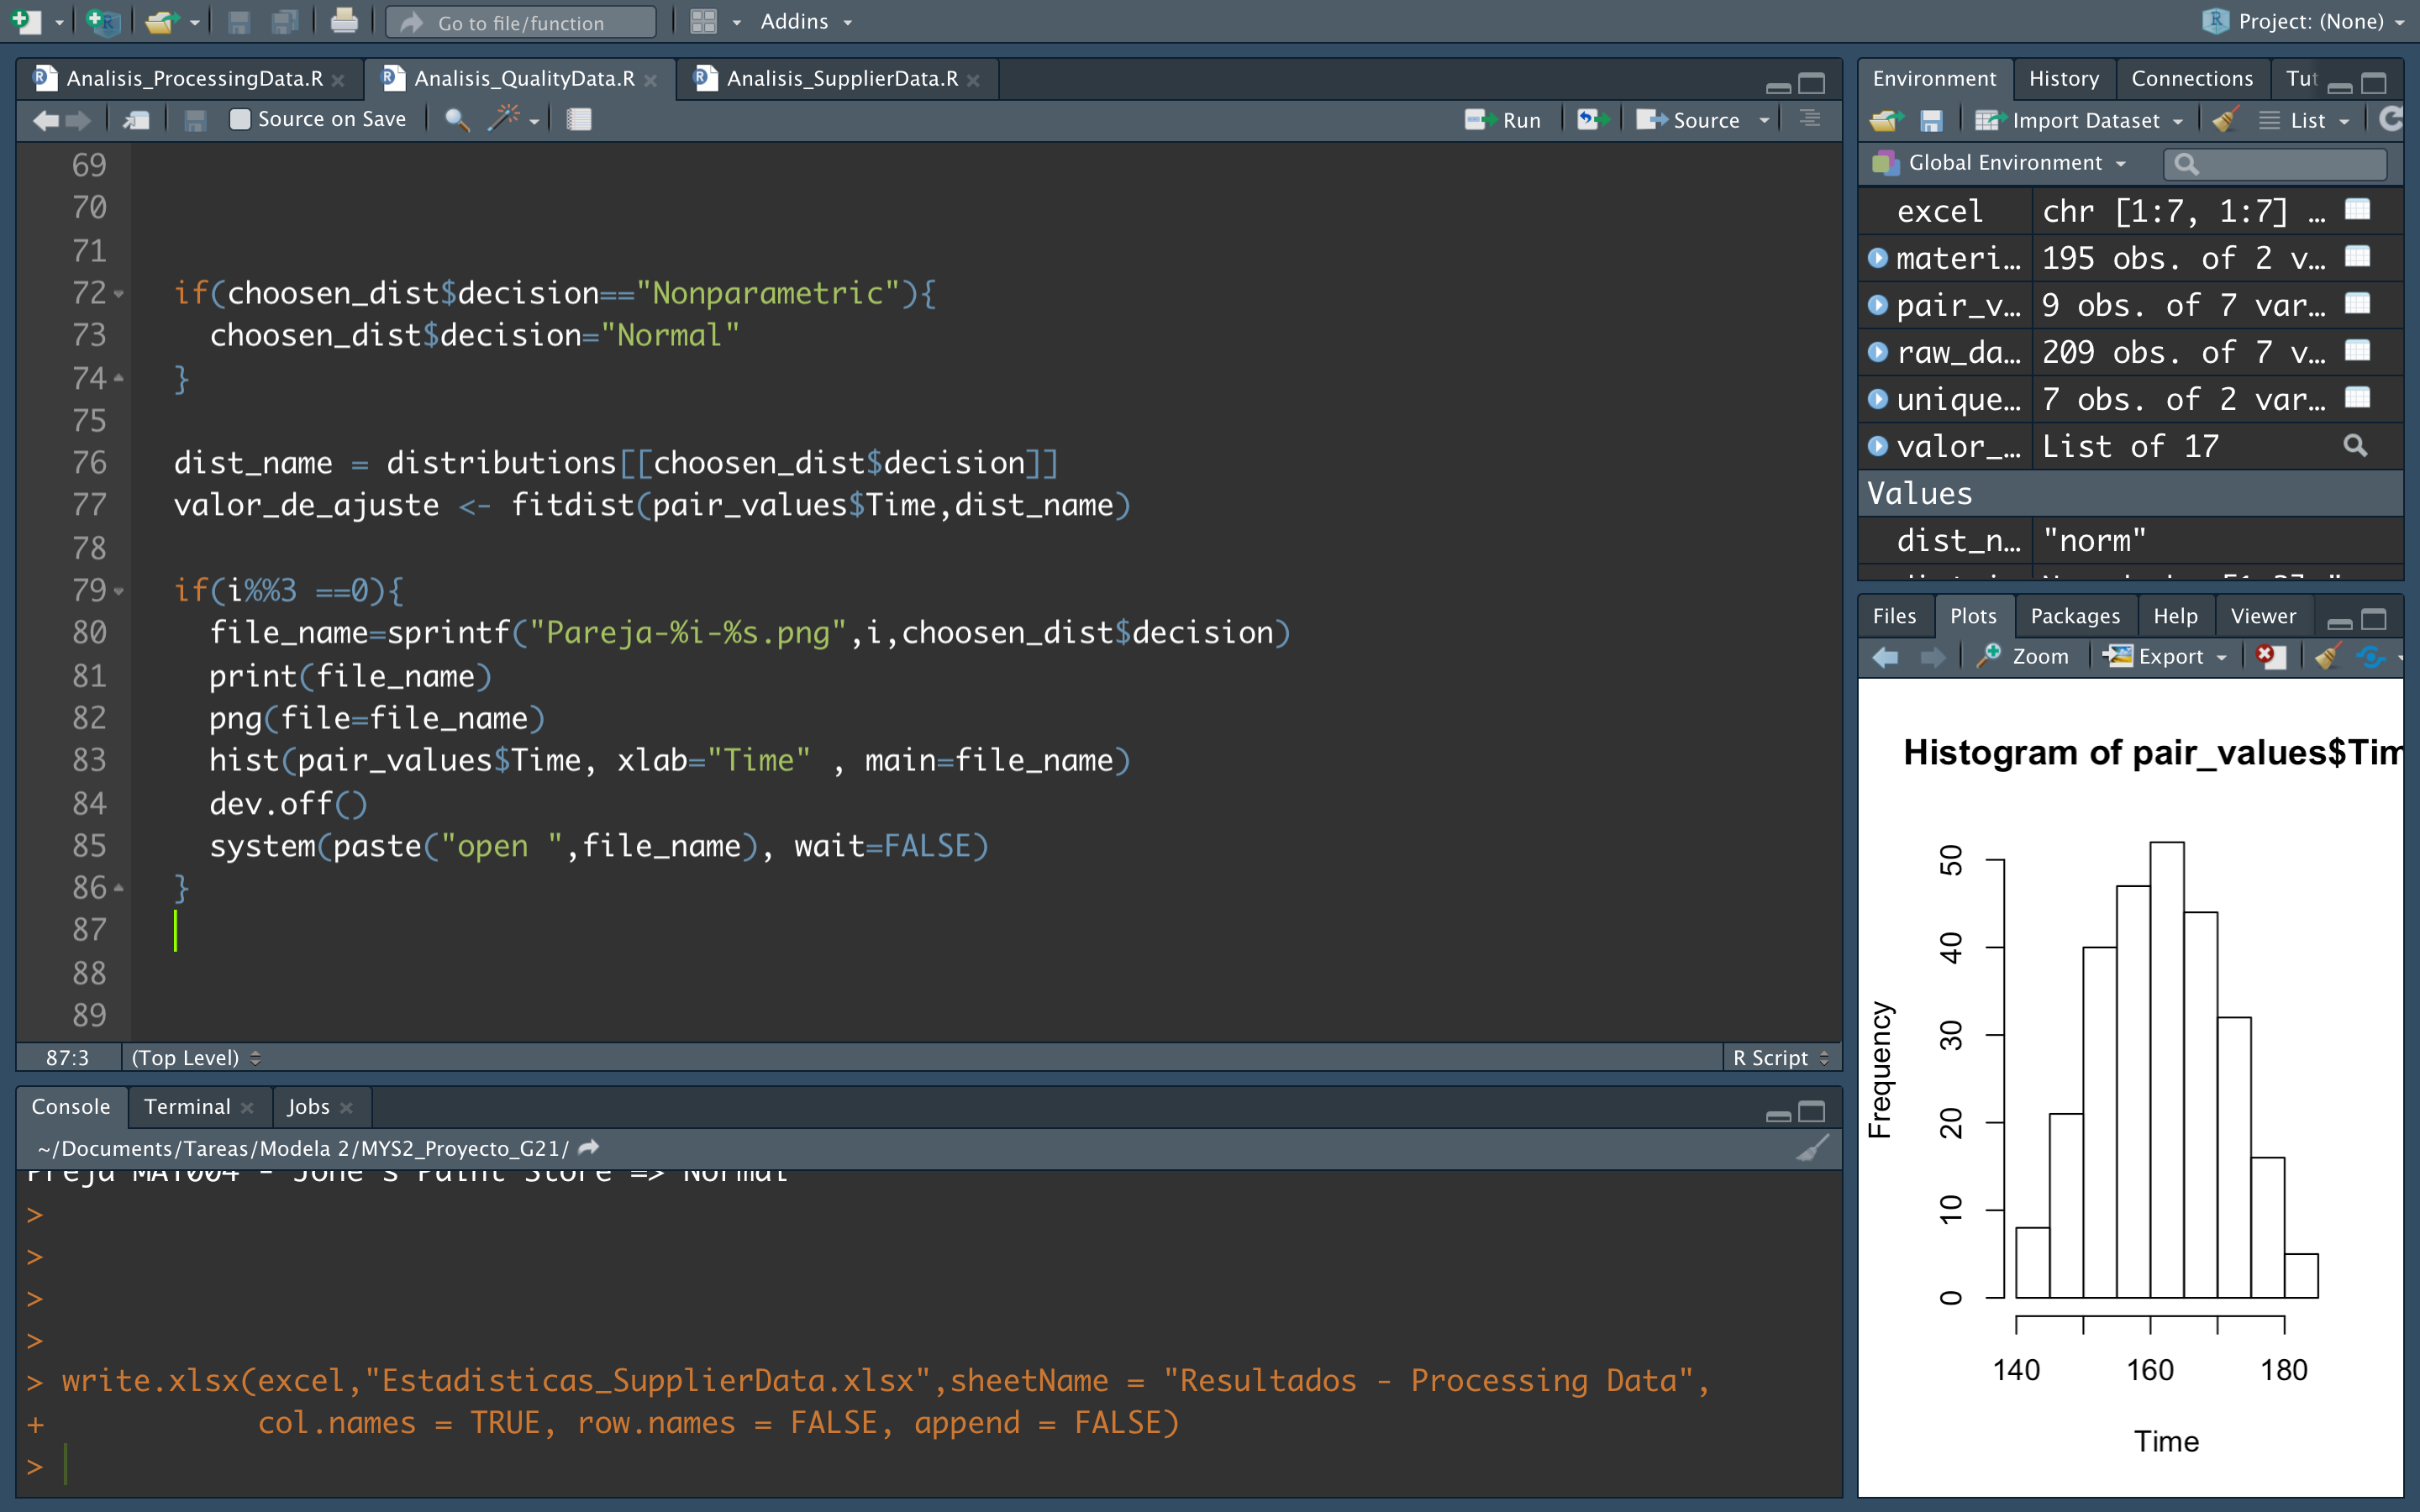 Go to file/function
Addins
Project: (None)
Analisis_ProcessingData.R
Analisis_QualityData.R
Analisis_SupplierData.R
Source on Save
Run
Source
69
70
71
72 if(choosen_dist$decision=="Nonparametric"){
73 choosen_dist$decision="Normal"
74 }
75
76 dist_name = distributions[[choosen_dist$decision]]
77 valor_de_ajuste <- fitdist(pair_values$Time,dist_name)
78
79 if(i%%3 ==0){
80 file_name=sprintf("Pareja-%i-%s.png",i,choosen_dist$decision)
81 print(file_name)
82 png(file=file_name)
83 hist(pair_values$Time, xlab="Time" , main=file_name)
84 dev.off()
85 system(paste("open ",file_name), wait=FALSE)
86 }
87
88
89
87:3 (Top Level) R Script
Console Terminal Jobs
~/Documents/Tareas/Modela 2/MYS2_Proyecto_G21/
Preja MAT004 - Jone's Paint Store => Normal
>
>
>
>
> write.xlsx(excel,"Estadisticas_SupplierData.xlsx",sheetName = "Resultados - Processing Data",
+ col.names = TRUE, row.names = FALSE, append = FALSE)
>
Environment History Connections Tut
Import Dataset List
Global Environment
excel chr [1:7, 1:7] …
materi… 195 obs. of 2 v…
pair_v… 9 obs. of 7 var…
raw_da… 209 obs. of 7 v…
unique… 7 obs. of 2 var…
valor_… List of 17
Values
dist_n… "norm"
Files Plots Packages Help Viewer
Zoom Export
Histogram of pair_values$Tim
Frequency
50
40
30
20
10
0
140 160 180
Time